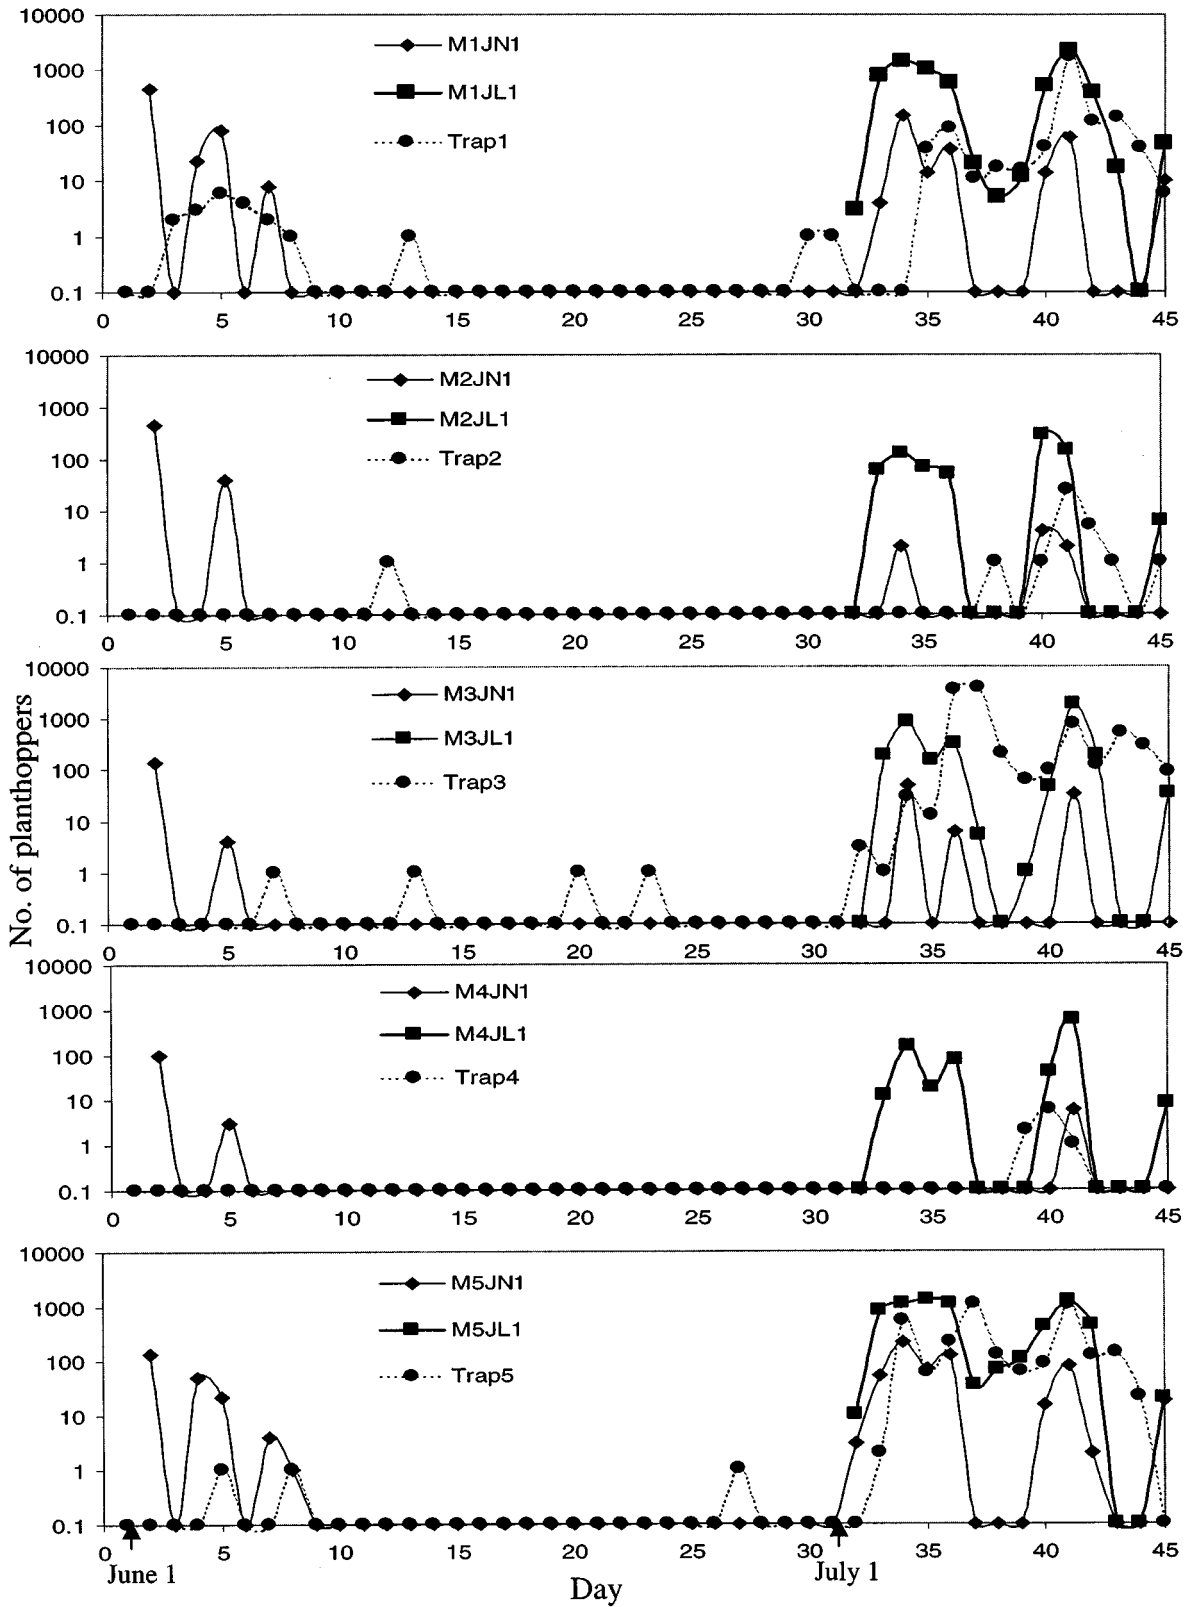 10000
1000
100
10
1
0.1
M1JN1
M1JL1
Trap1
0 5 10 15 20 25 30 35 40 45
10000
1000
100
10
1
0.1
M2JN1
M2JL1
Trap2
0 5 10 15 20 25 30 35 40 45
No. of planthoppers
10000
1000
100
10
1
0.1
M3JN1
M3JL1
Trap3
0 5 10 15 20 25 30 35 40 45
10000
1000
100
10
1
0.1
M4JN1
M4JL1
Trap4
0 5 10 15 20 25 30 35 40 45
10000
1000
100
10
1
0.1
M5JN1
M5JL1
Trap5
0 5 10 15 20 25 30 35 40 45
June 1 July 1
Day